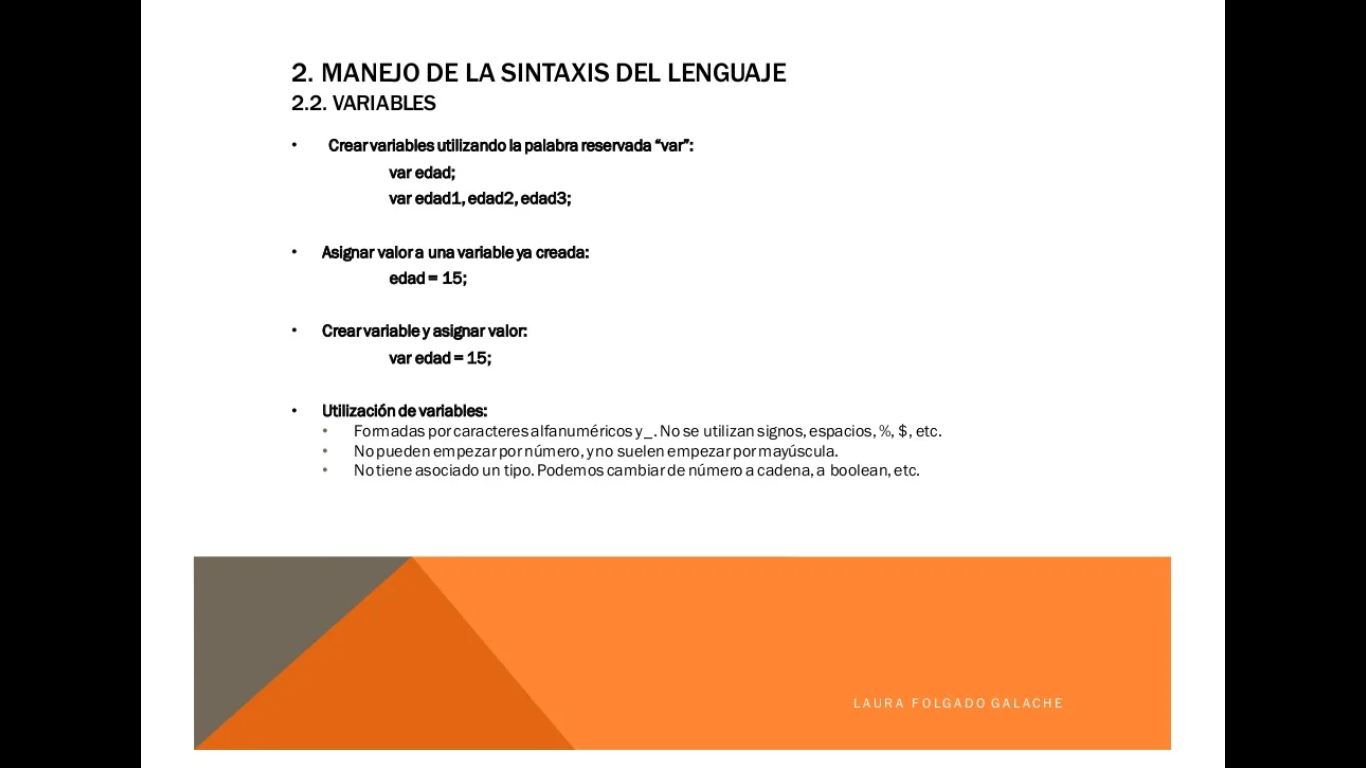 2. MANEJO DE LA SINTAXIS DEL LENGUAJE
2.2. VARIABLES
• Crear variables utilizando la palabra reservada “var”:
var edad;
var edad1, edad2, edad3;
• Asignar valor a una variable ya creada:
edad = 15;
• Crear variable y asignar valor:
var edad = 15;
• Utilización de variables:
• Formadas por caracteres alfanuméricos y _. No se utilizan signos, espacios, %, $, etc.
• No pueden empezar por número, y no suelen empezar por mayúscula.
• No tiene asociado un tipo. Podemos cambiar de número a cadena, a boolean, etc.
LAURA FOLGADO GALACHE